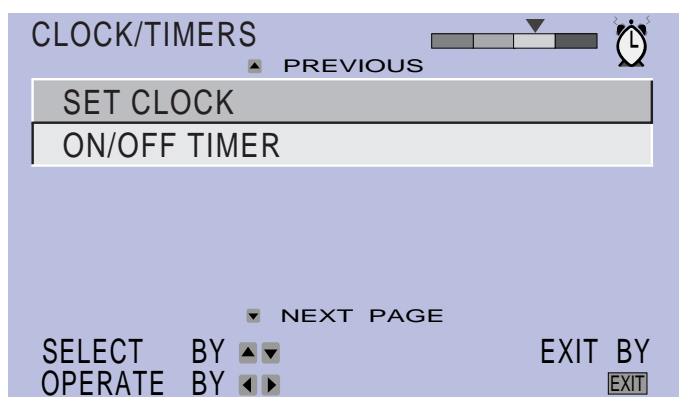 CLOCK/TIMERS
▲ PREVIOUS
SET CLOCK
ON/OFF TIMER
▼ NEXT PAGE
SELECT BY ▲▼ EXIT BY
OPERATE BY ◀▶ EXIT